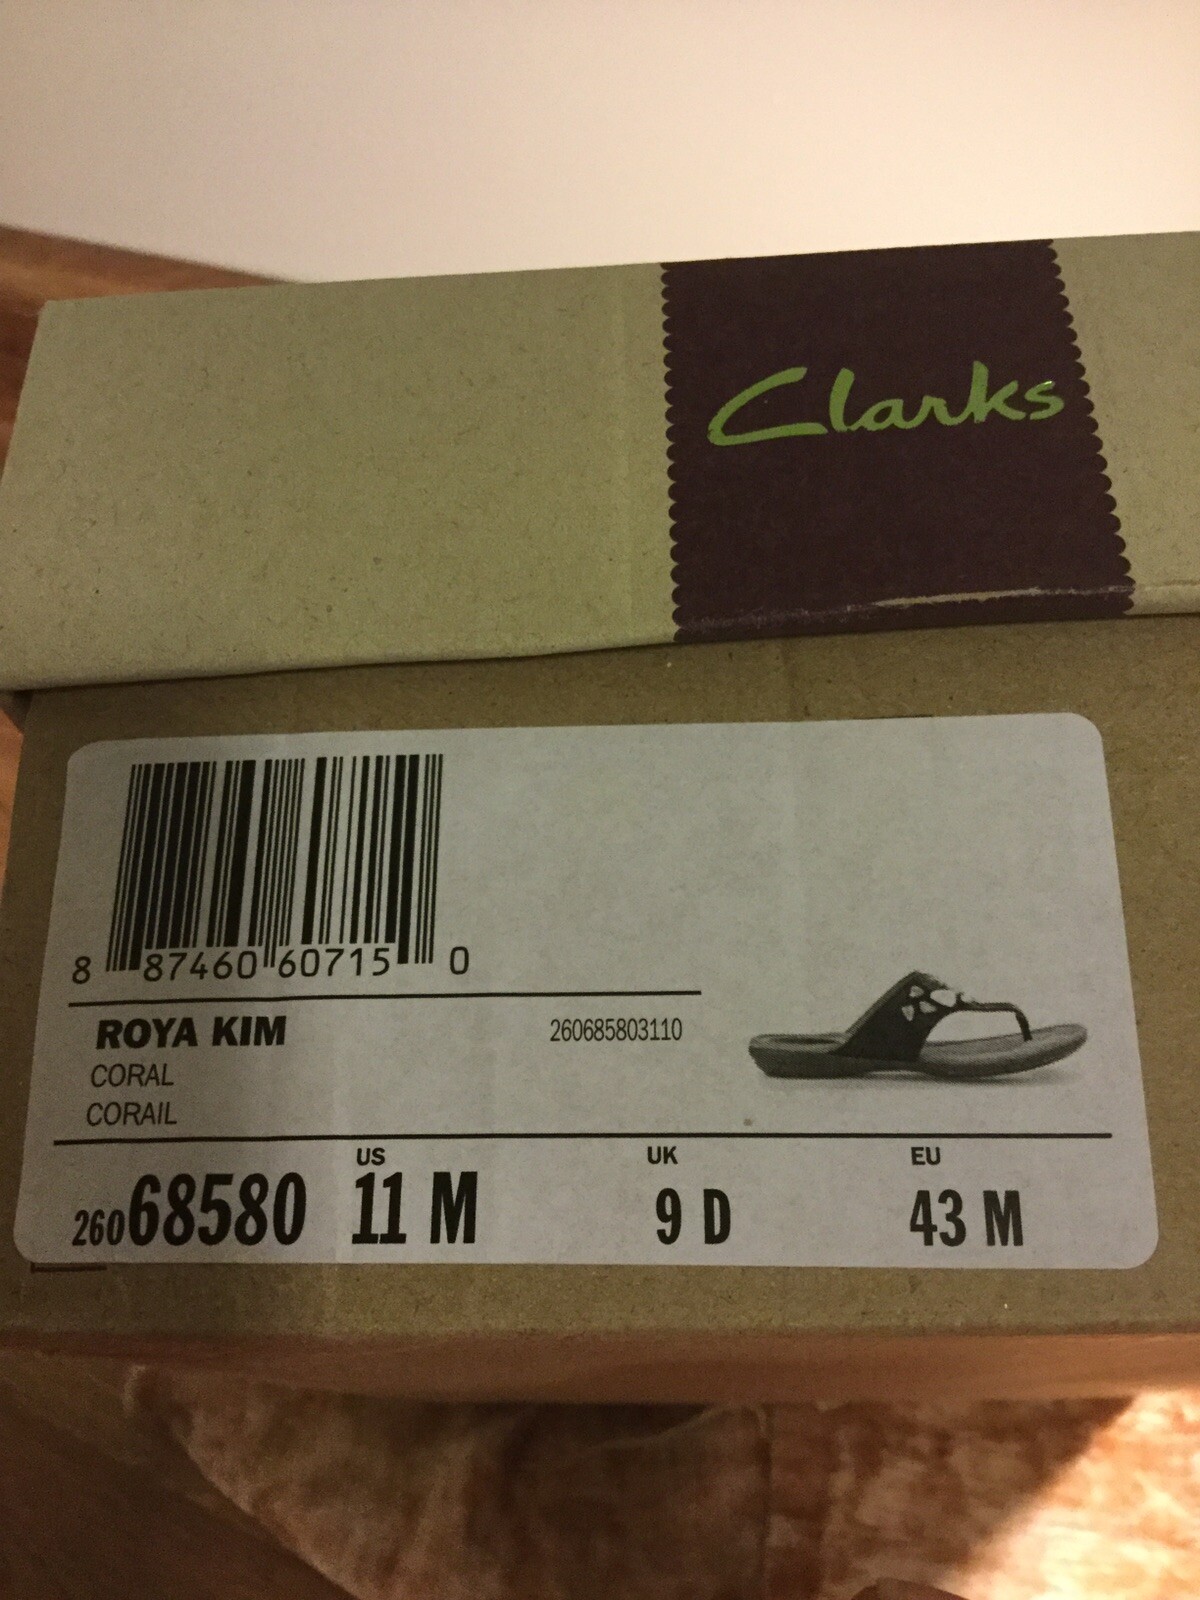 Clarks
8 87460 60715 0
ROYA KIM 260685803110
CORAL
CORAIL
US UK EU
26068580 11 M 9 D 43 M